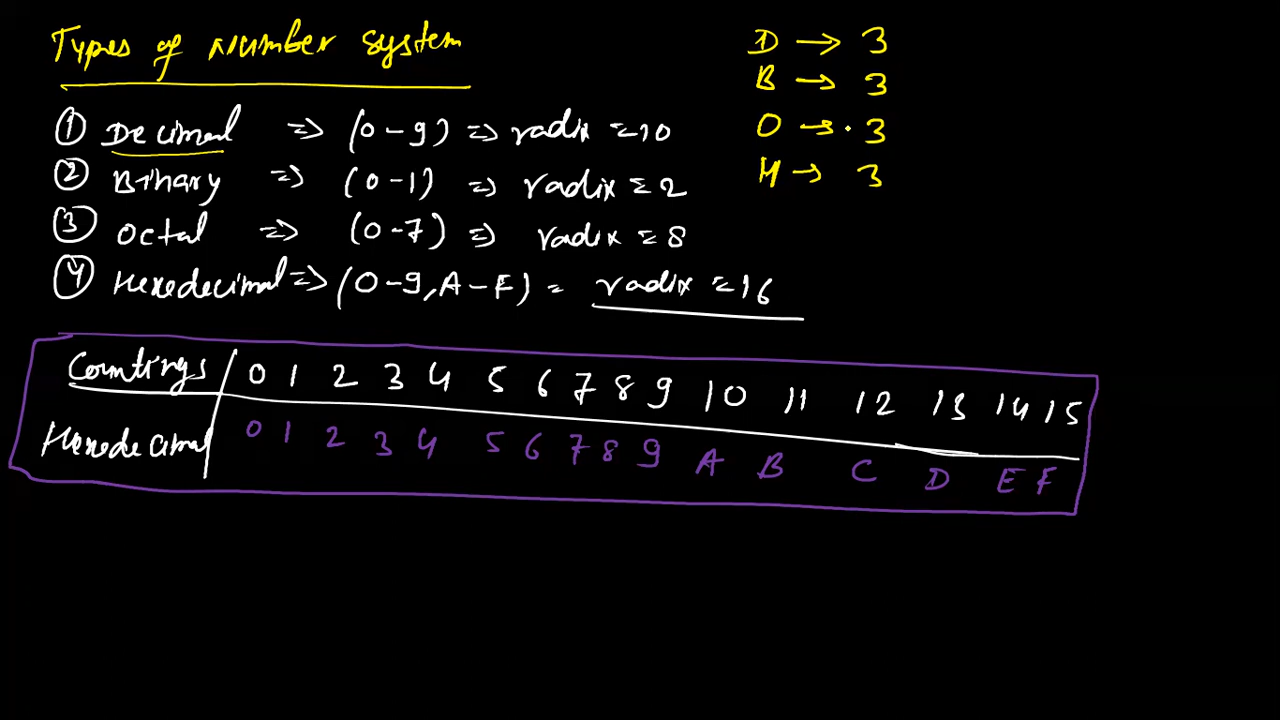 Types of Number System
① Decimal => (0-9) => radix = 10
② Binary => (0-1) => radix = 2
③ Octal => (0-7) => radix = 8
④ Hexedecimal => (0-9, A-F) = radix = 16
D → 3
B → 3
O → 3
H → 3
Countings 0 1 2 3 4 5 6 7 8 9 10 11 12 13 14 15
Hexedecimal 0 1 2 3 4 5 6 7 8 9 A B C D E F